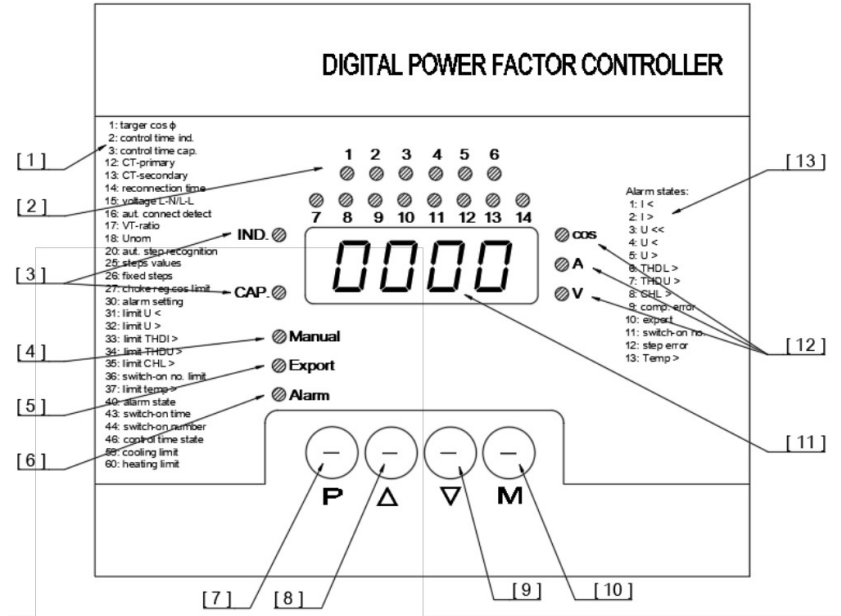 DIGITAL POWER FACTOR CONTROLLER
1: targer cos ϕ
2: control time ind.
3: control time cap.
12: CT-primary
13: CT-secondary
14: reconnection time
15: voltage L-N/L-L
16: aut. connect detect
17: VT-ratio
18: Unom
20: aut. step recognition
25: steps values
26: fixed steps
27: choke reg.cos limit
30: alarm setting
31: limit U <
32: limit U >
33: limit THDI >
34: limit THDU >
35: limit CHL >
36: switch-on no. limit
37: limit temp >
40: alarm state
43: switch-on time
44: switch-on number
46: control time state
59: cooling limit
60: heating limit
[ 1 ]
[ 2 ]
[ 3 ]
[ 4 ]
[ 5 ]
[ 6 ]
1 2 3 4 5 6
7 8 9 10 11 12 13 14
IND.
CAP.
0000
cos
A
V
Manual
Export
Alarm
Alarm states:
1: I <
2: I >
3: U <<
4: U <
5: U >
6: THDL >
7: THDU >
8: CHL >
9: comp. error
10: export
11: switch-on no.
12: step error
13: Temp >
[ 13 ]
[ 12 ]
[ 11 ]
P △ ▽ M
[ 7 ] [ 8 ] [ 9 ] [ 10 ]